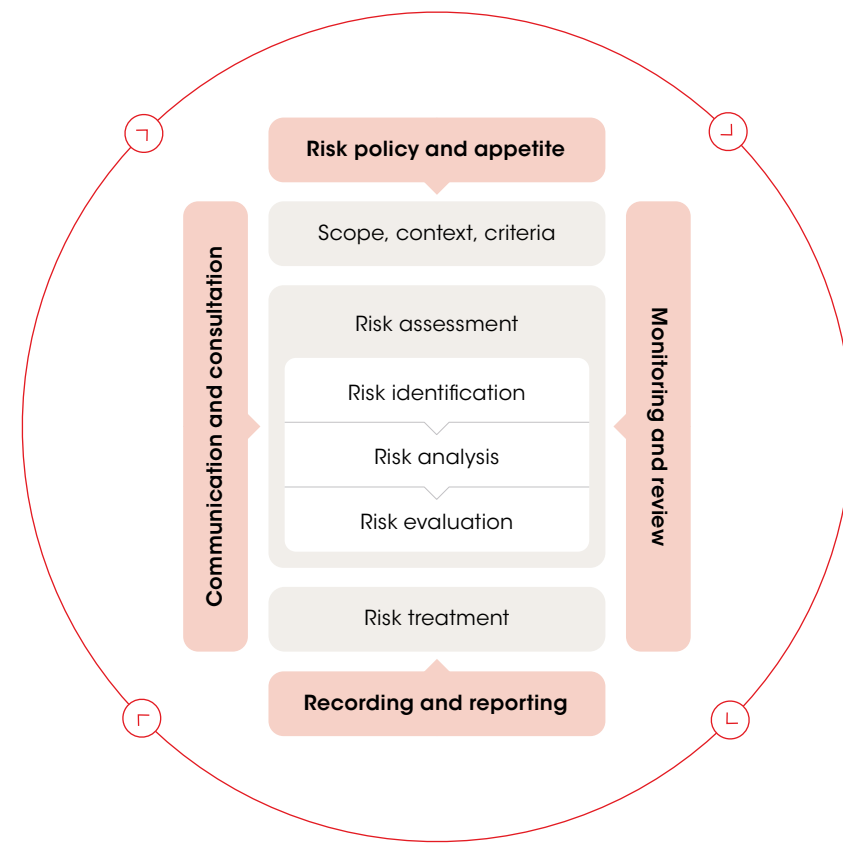 Risk policy and appetite
Scope, context, criteria
Communication and consultation
Risk assessment
Risk identification
Risk analysis
Risk evaluation
Monitoring and review
Risk treatment
Recording and reporting